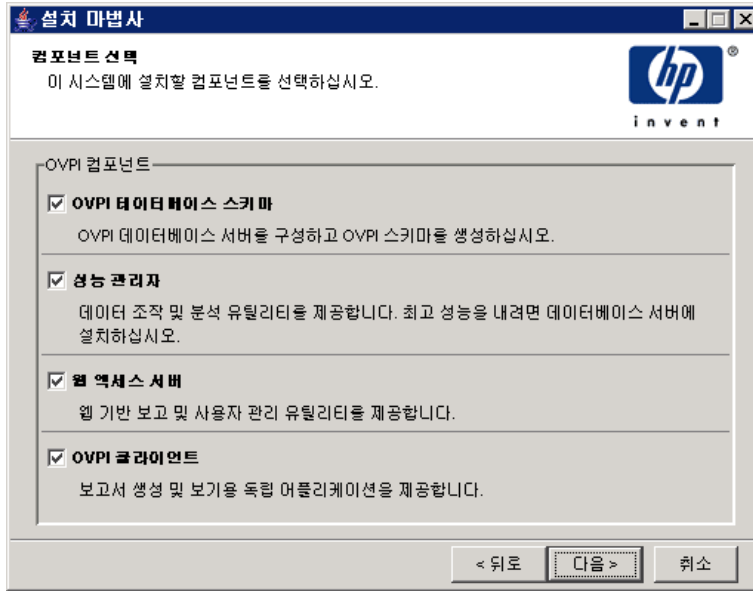 설치 마법사
컴포넌트 선택
이 시스템에 설치할 컴포넌트를 선택하십시오.
hp
®
invent
OVPI 컴포넌트
OVPI 데이터베이스 스키마
OVPI 데이터베이스 서버를 구성하고 OVPI 스키마를 생성하십시오.
성능 관리자
데이터 조작 및 분석 유틸리티를 제공합니다. 최고 성능을 내려면 데이터베이스 서버에
설치하십시오.
웹 액세스 서버
웹 기반 보고 및 사용자 관리 유틸리티를 제공합니다.
OVPI 클라이언트
보고서 생성 및 보기용 독립 어플리케이션을 제공합니다.
< 뒤로
다음 >
취소